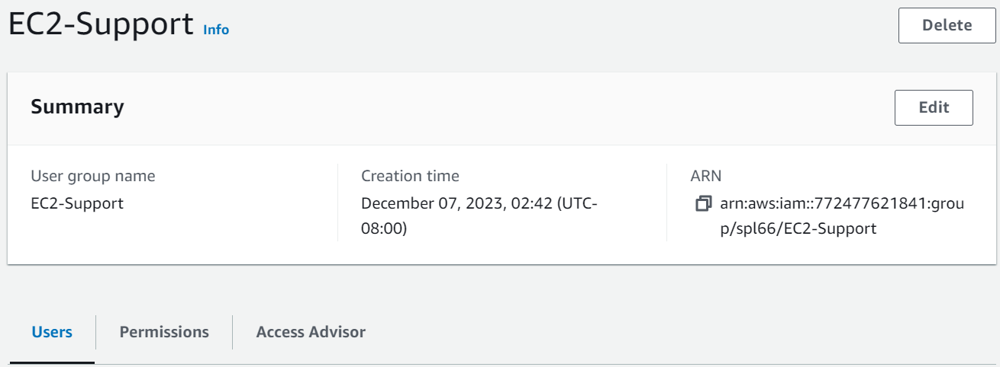 EC2-Support Info
Delete
Summary
Edit
User group name
EC2-Support
Creation time
December 07, 2023, 02:42 (UTC-
08:00)
ARN
arn:aws:iam::772477621841:grou
p/spl66/EC2-Support
Users
Permissions
Access Advisor